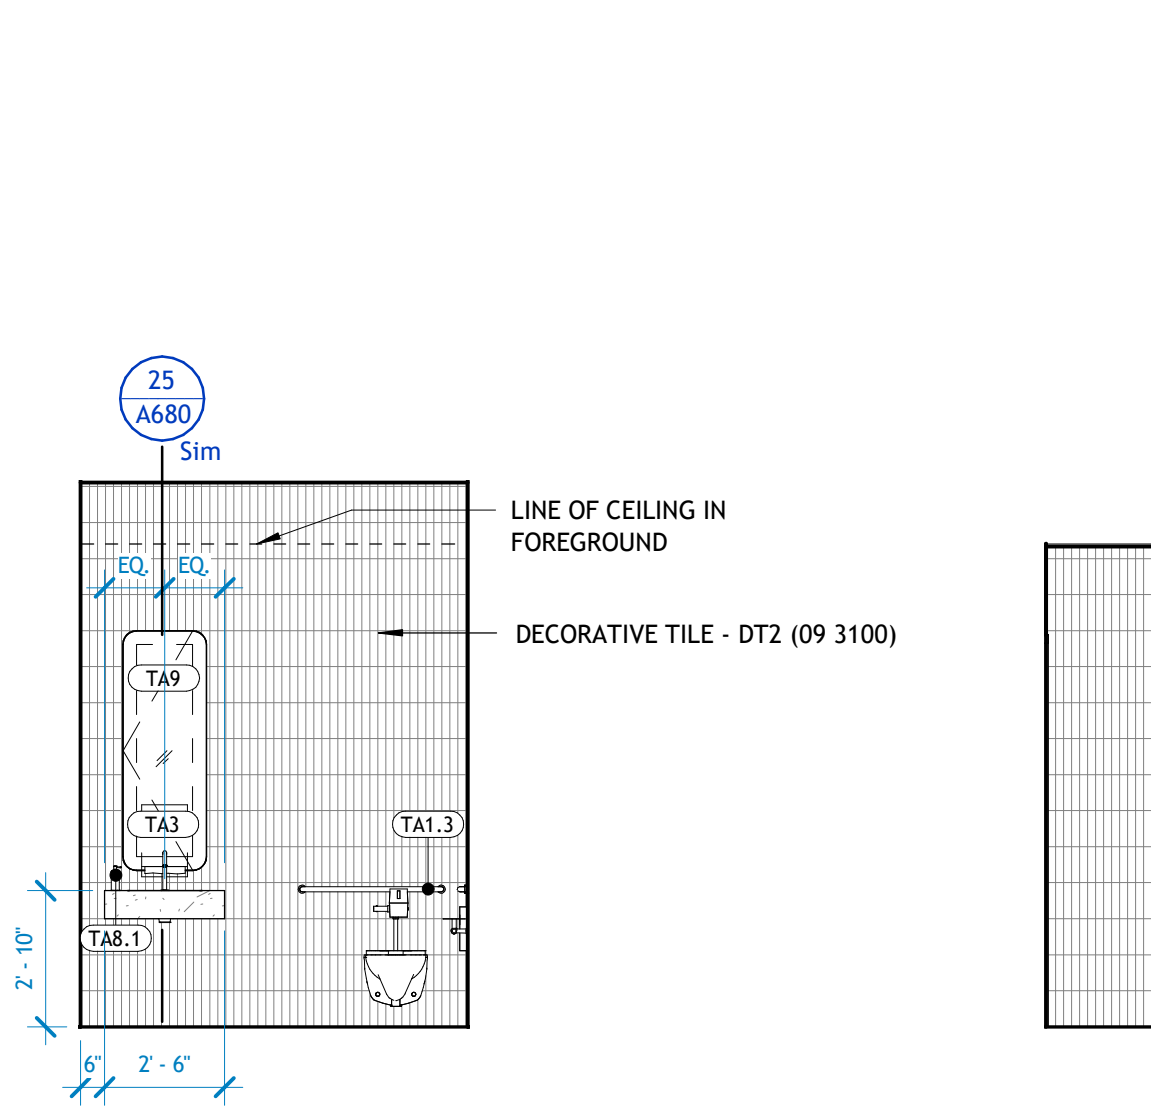 25
A680
Sim
LINE OF CEILING IN
FOREGROUND
EQ. EQ.
DECORATIVE TILE - DT2 (09 3100)
TA9
TA3
TA1.3
TA8.1
2' - 10"
6" 2' - 6"